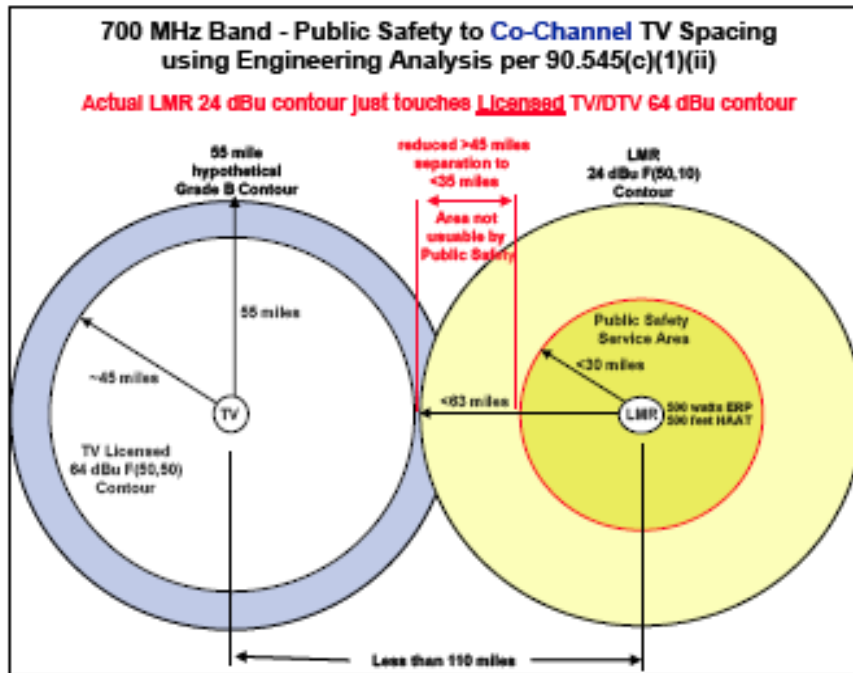 700 MHz Band - Public Safety to Co-Channel TV Spacing
using Engineering Analysis per 90.545(c)(1)(ii)
Actual LMR 24 dBu contour just touches Licensed TV/DTV 64 dBu contour
55 mile
hypothetical
Grade B Contour
reduced >45 miles
separation to
<35 miles
Area not
usuable by
Public Safety
LMR
24 dBu F(50,10)
Contour
55 miles
~45 miles
TV
TV Licensed
64 dBu F(50,50)
Contour
<63 miles
Public Safety
Service Area
<30 miles
LMR
500 watts ERP
500 feet HAAT
Less than 110 miles